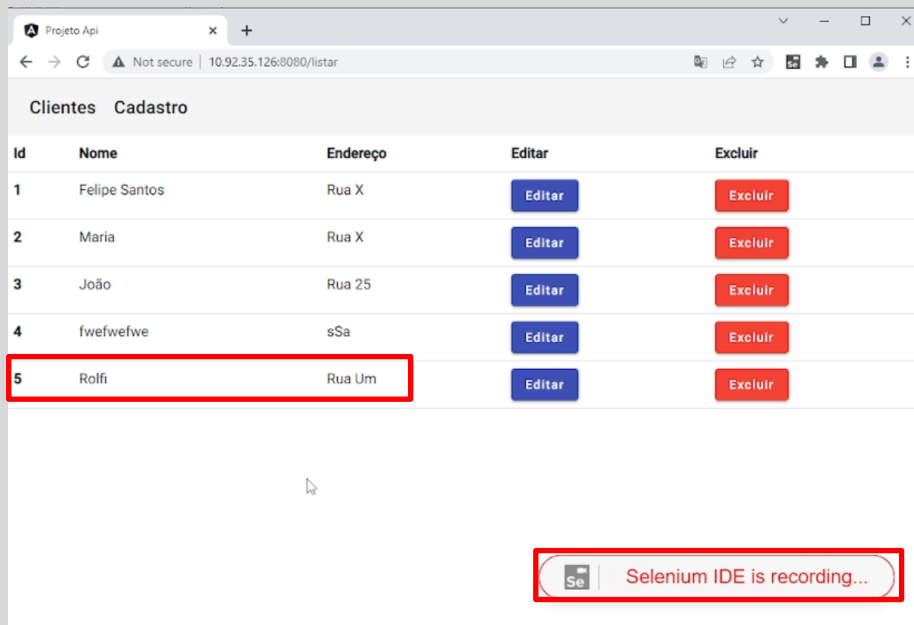 Projeto Api
Not secure | 10.92.35.126:8080/listar
Se
Clientes Cadastro
Id Nome Endereço Editar Excluir
1 Felipe Santos Rua X Editar Excluir
2 Maria Rua X Editar Excluir
3 João Rua 25 Editar Excluir
4 fwefwefwe sSa Editar Excluir
5 Rolfi Rua Um Editar Excluir
Se Selenium IDE is recording...